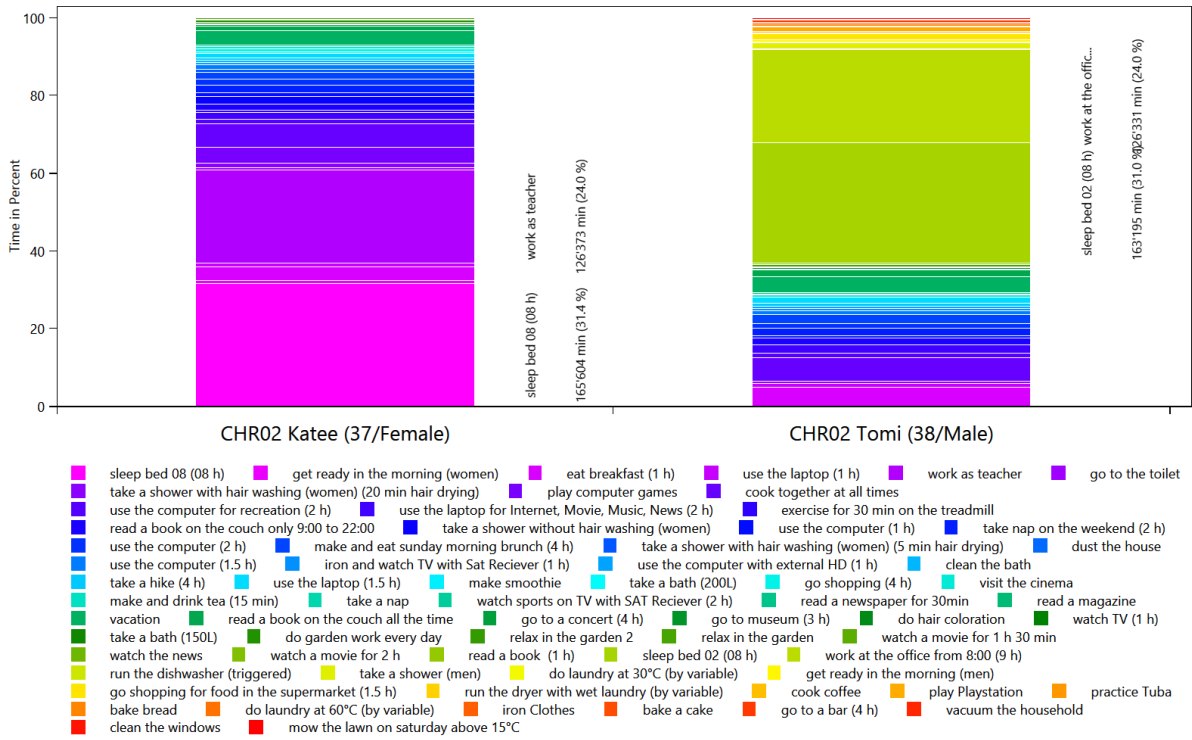 100
80
60
40
20
0
Time in Percent
sleep bed 08 (08 h)
165'604 min (31.4 %)
work as teacher
126'373 min (24.0 %)
sleep bed 02 (08 h)
163'195 min (31.0 %)
work at the offic...
126'331 min (24.0 %)
CHR02 Katee (37/Female)
CHR02 Tomi (38/Male)
sleep bed 08 (08 h) get ready in the morning (women) eat breakfast (1 h) use the laptop (1 h) work as teacher go to the toilet
take a shower with hair washing (women) (20 min hair drying) play computer games cook together at all times
use the computer for recreation (2 h) use the laptop for Internet, Movie, Music, News (2 h) exercise for 30 min on the treadmill
read a book on the couch only 9:00 to 22:00 take a shower without hair washing (women) use the computer (1 h) take nap on the weekend (2 h)
use the computer (2 h) make and eat sunday morning brunch (4 h) take a shower with hair washing (women) (5 min hair drying) dust the house
use the computer (1.5 h) iron and watch TV with Sat Reciever (1 h) use the computer with external HD (1 h) clean the bath
take a hike (4 h) use the laptop (1.5 h) make smoothie take a bath (200L) go shopping (4 h) visit the cinema
make and drink tea (15 min) take a nap watch sports on TV with SAT Reciever (2 h) read a newspaper for 30min read a magazine
vacation read a book on the couch all the time go to a concert (4 h) go to museum (3 h) do hair coloration watch TV (1 h)
take a bath (150L) do garden work every day relax in the garden 2 relax in the garden watch a movie for 1 h 30 min
watch the news watch a movie for 2 h read a book (1 h) sleep bed 02 (08 h) work at the office from 8:00 (9 h)
run the dishwasher (triggered) take a shower (men) do laundry at 30°C (by variable) get ready in the morning (men)
go shopping for food in the supermarket (1.5 h) run the dryer with wet laundry (by variable) cook coffee play Playstation practice Tuba
bake bread do laundry at 60°C (by variable) iron Clothes bake a cake go to a bar (4 h) vacuum the household
clean the windows mow the lawn on saturday above 15°C